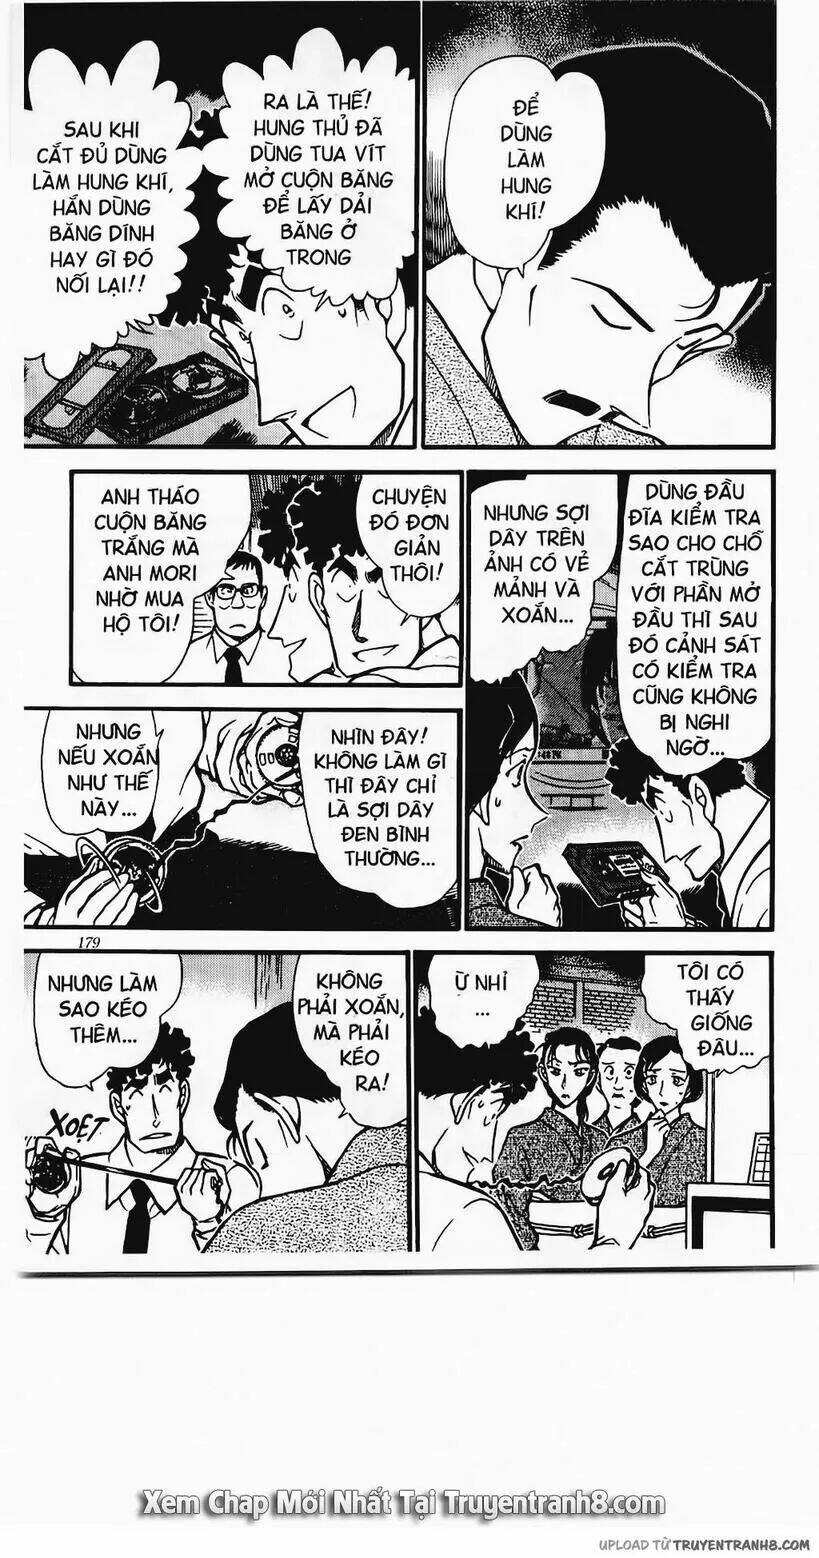 ĐỂ
DÙNG
LÀM
HUNG
KHÍ!
RA LÀ THẾ!
HUNG THỦ ĐÃ
DÙNG TUA VÍT
MỞ CUỘN BĂNG
ĐỂ LẤY DẢI
BĂNG Ở
TRONG
SAU KHI
CẮT ĐỦ DÙNG
LÀM HUNG KHÍ,
HẮN DÙNG
BĂNG DÍNH
HAY GÌ ĐÓ
NỐI LẠI!!
DÙNG ĐẦU
ĐĨA KIỂM TRA
SAO CHO CHỖ
CẮT TRÙNG
VỚI PHẦN MỞ
ĐẦU THÌ SAU
ĐÓ CẢNH SÁT
CÓ KIỂM TRA
CŨNG KHÔNG
BỊ NGHI
NGỜ...
NHƯNG SỢI
DÂY TRÊN
ẢNH CÓ VẺ
MẢNH VÀ
XOẮN...
CHUYỆN
ĐÓ ĐƠN
GIẢN
THÔI!
ANH THÁO
CUỘN BĂNG
TRẮNG MÀ
ANH MORI
NHỜ MUA
HỘ TÔI!
NHÌN ĐÂY!
KHÔNG LÀM GÌ
THÌ ĐÂY CHỈ
LÀ SỢI DÂY
ĐEN BÌNH
THƯỜNG...
NHƯNG
NẾU XOẮN
NHƯ THẾ
NÀY...
179
TÔI CÓ
THẤY
GIỐNG
ĐÂU...
Ừ NHỈ
...
KHÔNG
PHẢI XOẮN,
MÀ PHẢI
KÉO
RA!
NHƯNG LÀM
SAO KÉO
THÊM...
XOẸT
Xem Chap Mới Nhất Tại Truyentranh8.com
UPLOAD TỪ TRUYENTRANH8.COM